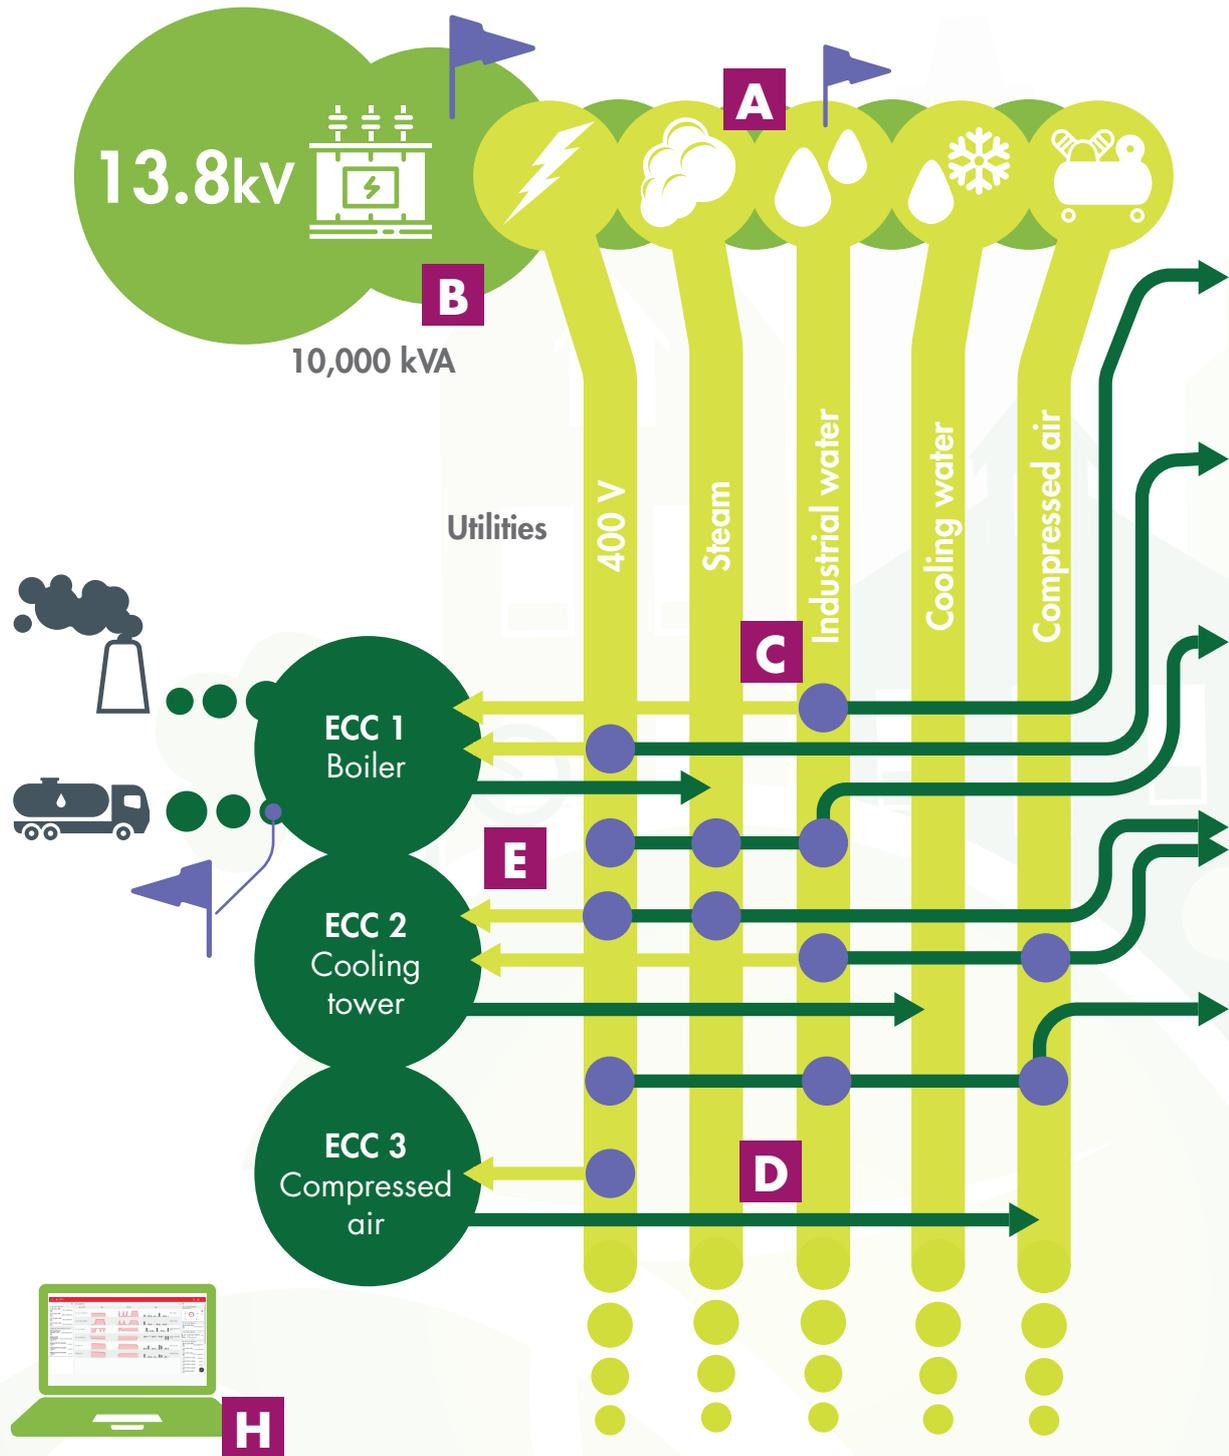 A
13.8kV
B
10,000 kVA
Utilities
400 V
Steam
Industrial water
Cooling water
Compressed air
C
ECC 1
Boiler
E
ECC 2
Cooling
tower
D
ECC 3
Compressed
air
H